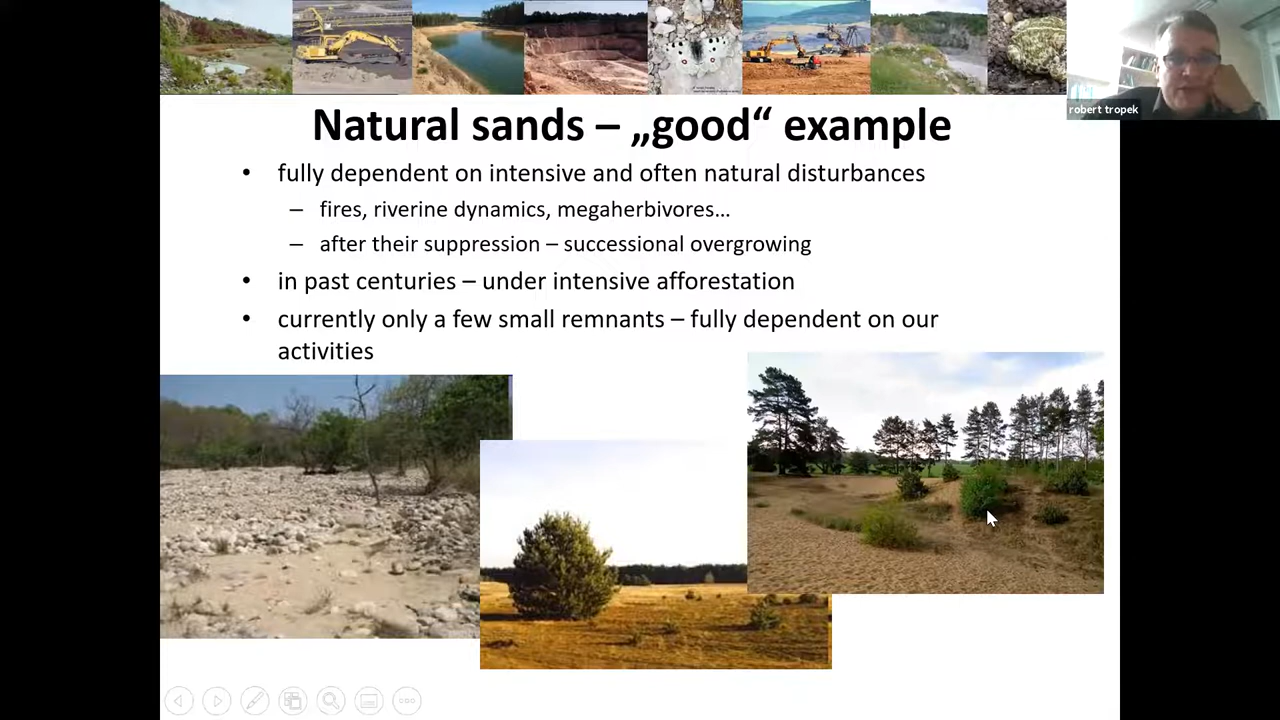 robert tropek
Natural sands – „good“ example
• fully dependent on intensive and often natural disturbances
– fires, riverine dynamics, megaherbivores…
– after their suppression – successional overgrowing
• in past centuries – under intensive afforestation
• currently only a few small remnants – fully dependent on our
activities